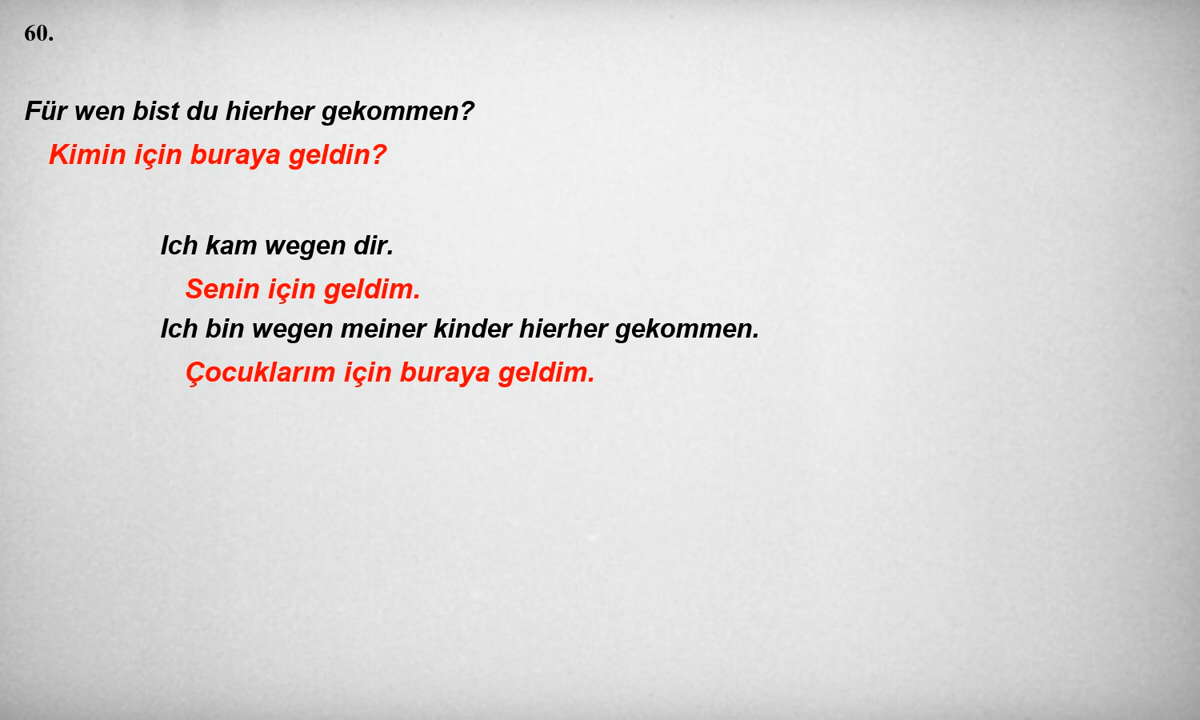 60.
Für wen bist du hierher gekommen?
Kimin için buraya geldin?
Ich kam wegen dir.
Senin için geldim.
Ich bin wegen meiner kinder hierher gekommen.
Çocuklarım için buraya geldim.